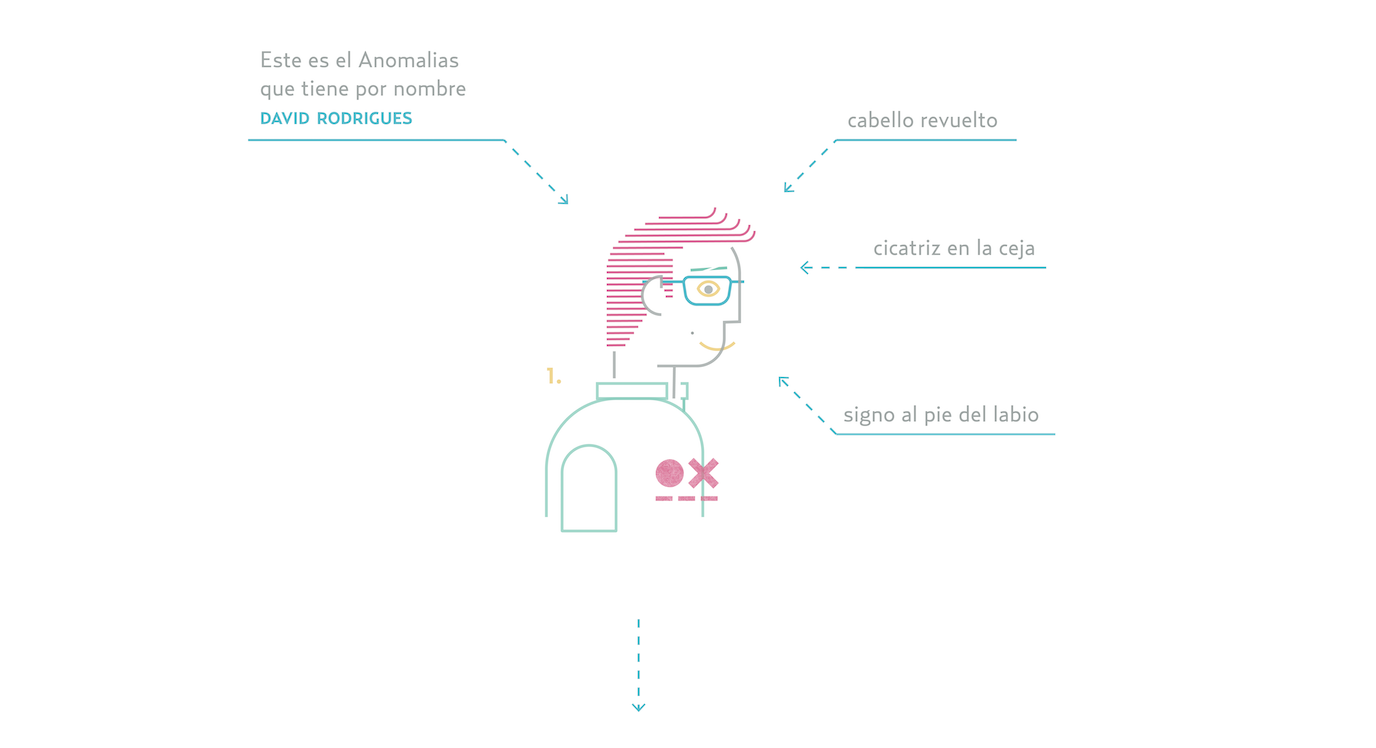 Este es el Anomalias
que tiene por nombre
DAVID RODRIGUES
cabello revuelto
cicatriz en la ceja
1.
signo al pie del labio